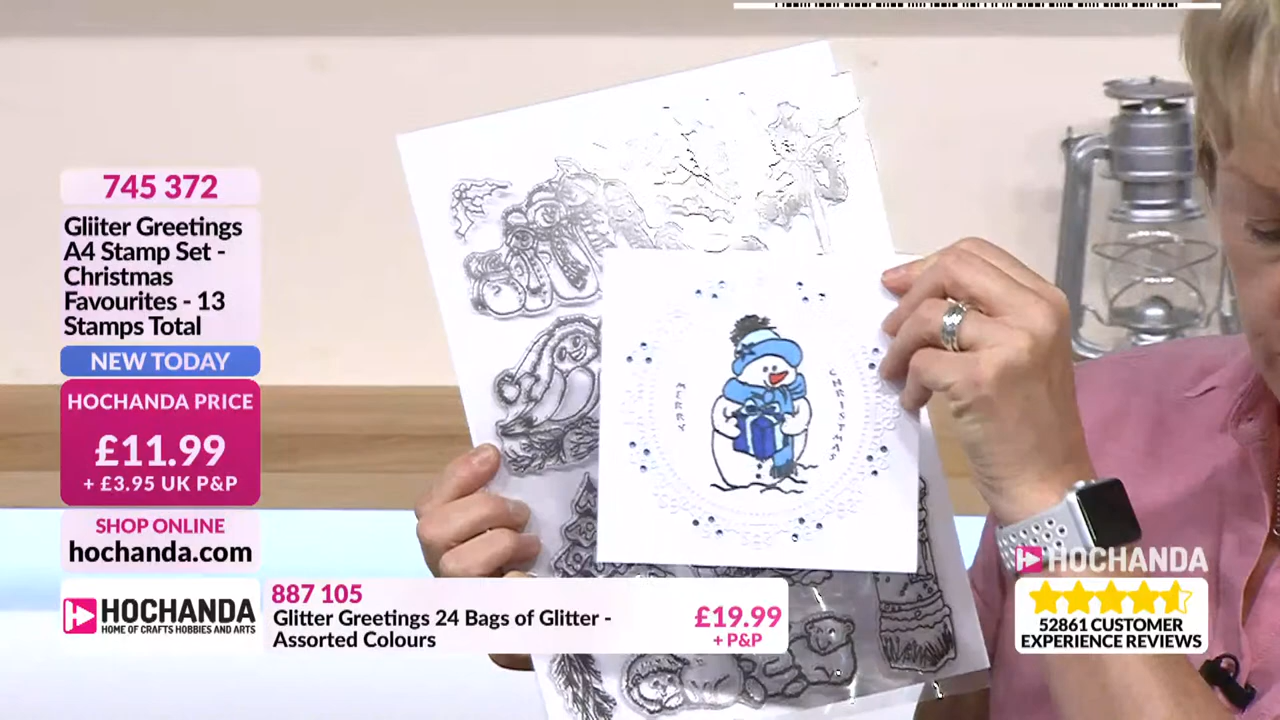 745 372
Gliiter Greetings
A4 Stamp Set -
Christmas
Favourites - 13
Stamps Total
NEW TODAY
HOCHANDA PRICE
£11.99
+ £3.95 UK P&P
SHOP ONLINE
hochanda.com
HOCHANDA
HOME OF CRAFTS HOBBIES AND ARTS
887 105
Glitter Greetings 24 Bags of Glitter -
Assorted Colours
£19.99
+ P&P
MERRY
CHRISTMAS
HOCHANDA
52861 CUSTOMER
EXPERIENCE REVIEWS